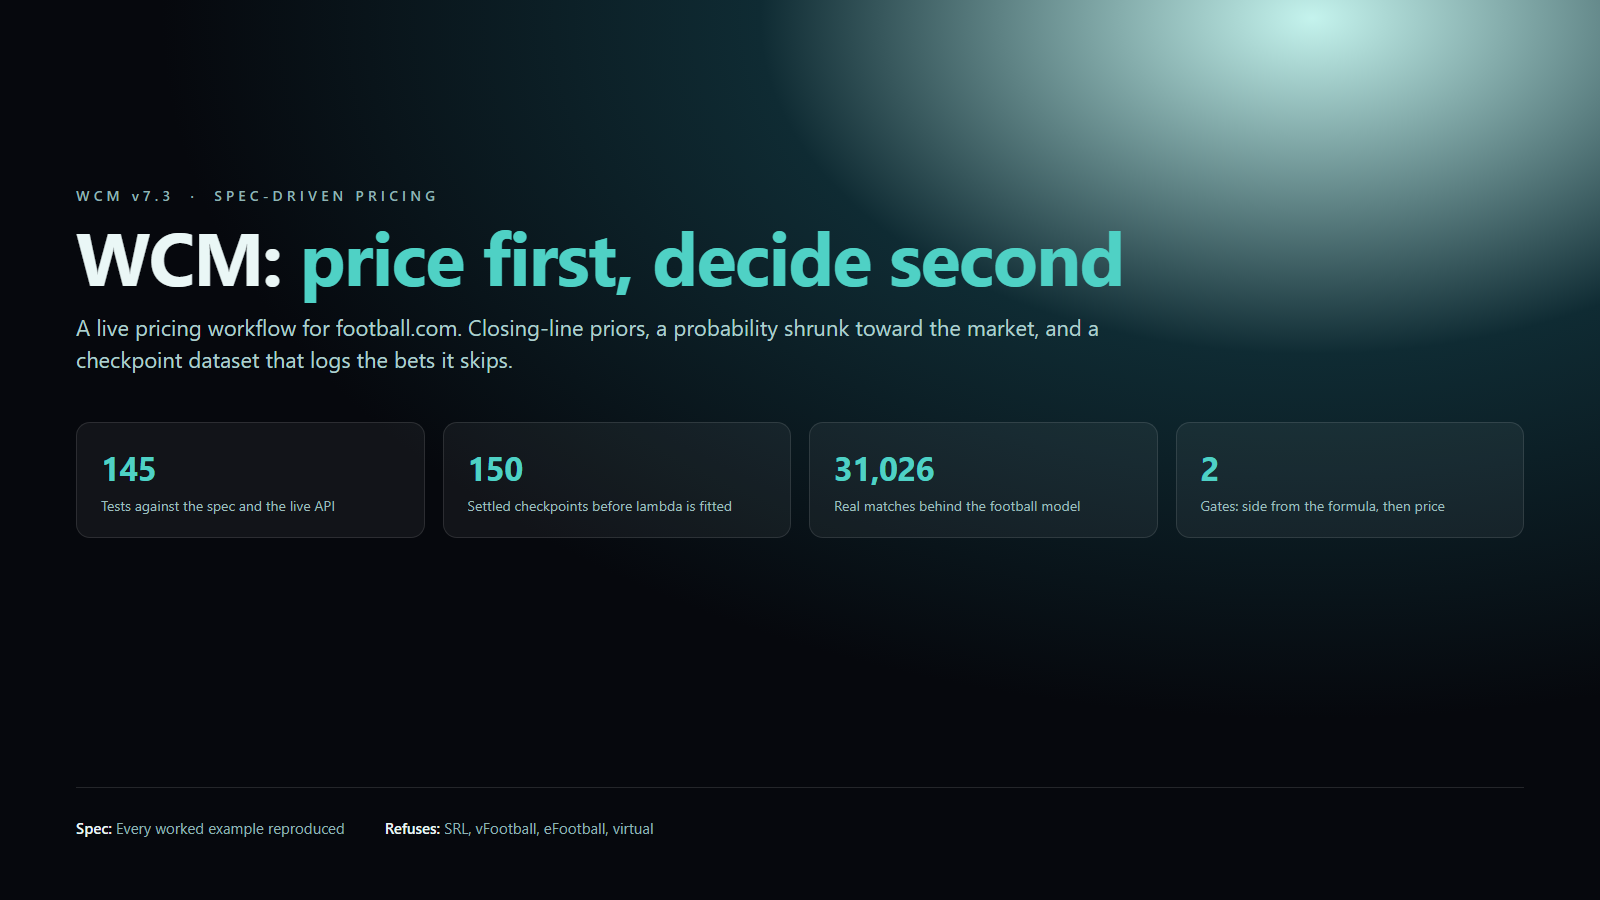 WCM v7.3 · SPEC-DRIVEN PRICING
WCM: price first, decide second
A live pricing workflow for football.com. Closing-line priors, a probability shrunk toward the market, and a
checkpoint dataset that logs the bets it skips.
145
Tests against the spec and the live API
150
Settled checkpoints before lambda is fitted
31,026
Real matches behind the football model
2
Gates: side from the formula, then price
Spec: Every worked example reproduced
Refuses: SRL, vFootball, eFootball, virtual